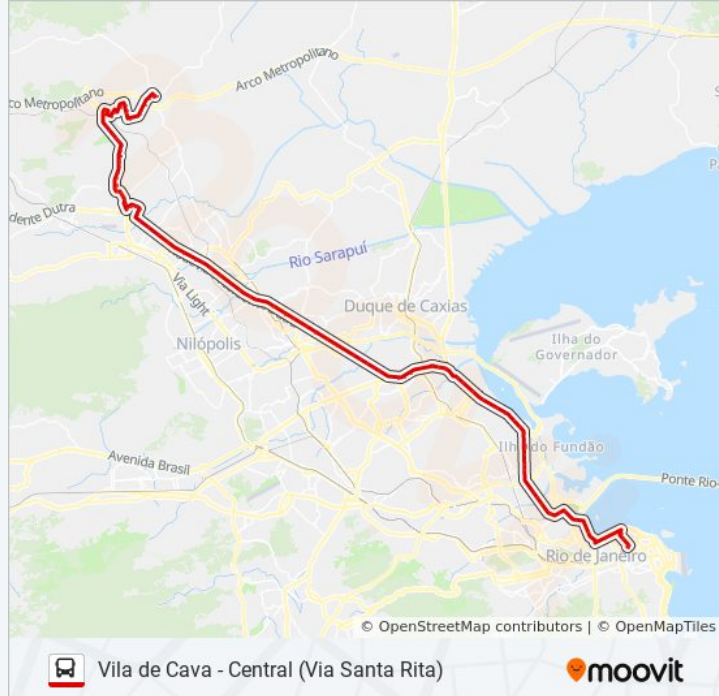 Arco Metropolitano
co Metropolitano
dente Dutra
Rio Sarapuí
Via Light
Duque de Caxias
Nilópolis
Ilha do
Governador
Avenida Brasil
Ilha do Fundão
Ponte Rio-
Rio de Janeiro
© OpenStreetMap contributors | © OpenMapTiles
Vila de Cava - Central (Via Santa Rita)
moovit